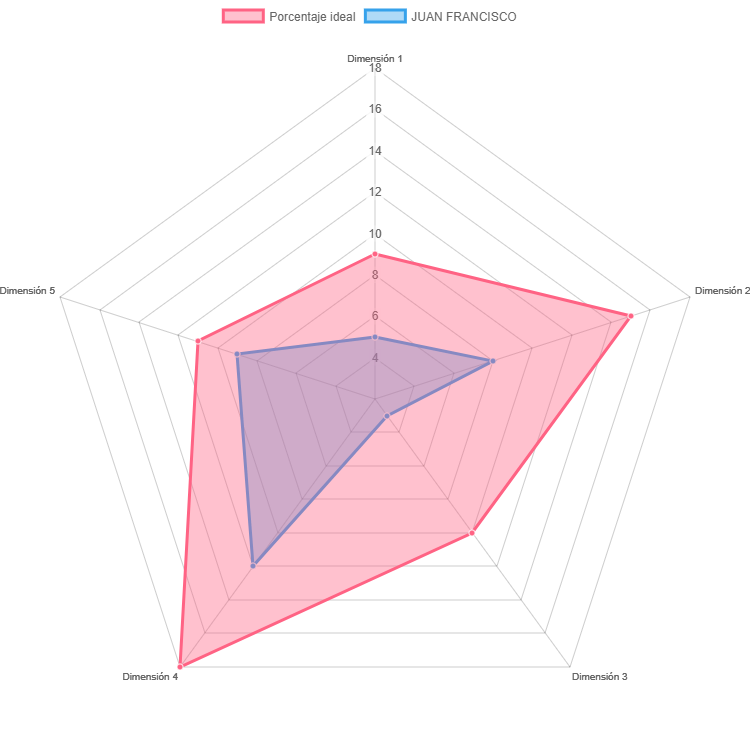 Porcentaje ideal JUAN FRANCISCO
Dimensión 1
18
16
14
12
10
8
6
4
Dimensión 2
Dimensión 5
Dimensión 4
Dimensión 3